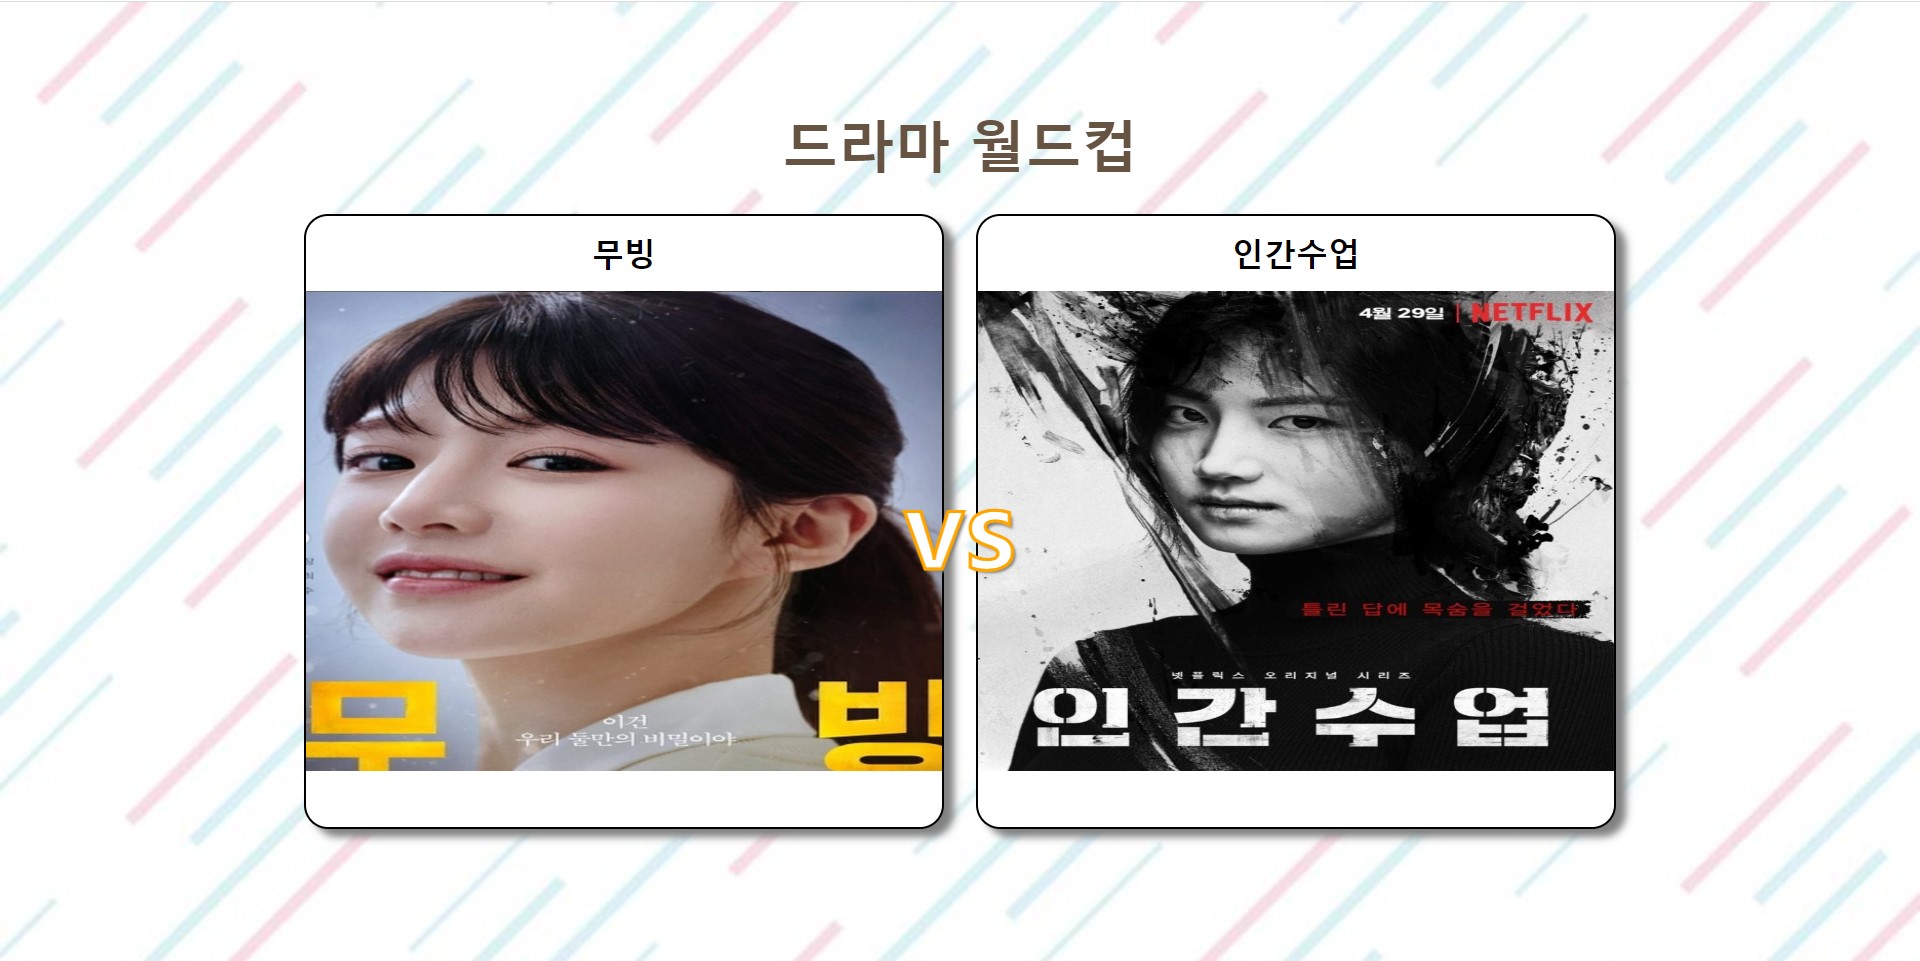 드라마 월드컵
무빙
이건
우리 둘만의 비밀이야
무빙
VS
인간수업
4월 29일 | NETFLIX
틀린 답에 목숨을 걸었다
넷플릭스 오리지널 시리즈
인간수업